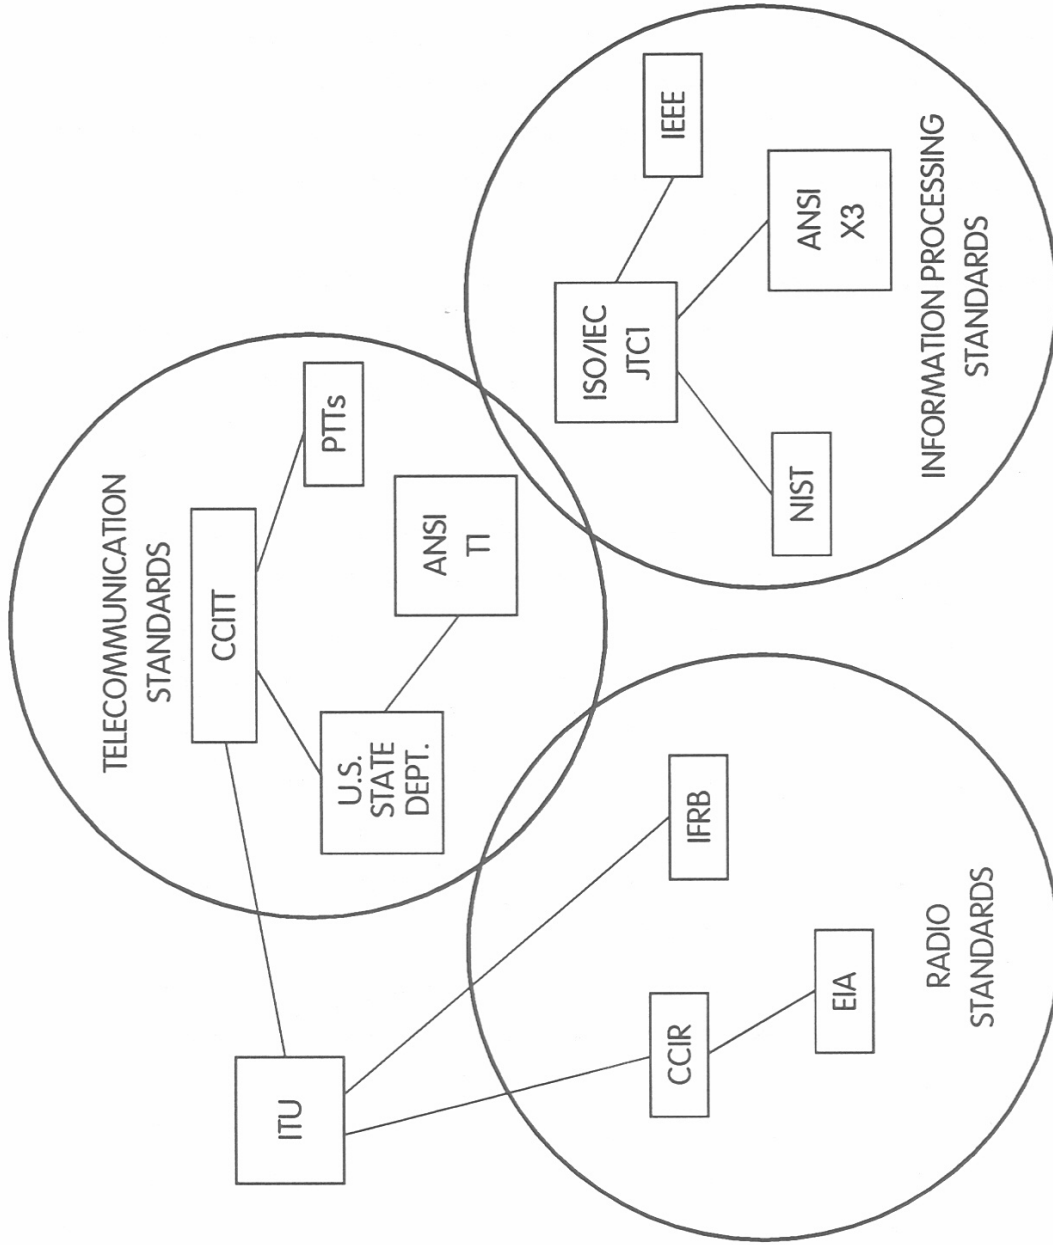 TELECOMMUNICATION
STANDARDS
ITU
CCITT
U.S.
STATE
DEPT.
PTTs
ANSI
T1
CCIR
IFRB
EIA
RADIO
STANDARDS
ISO/IEC
JTC1
IEEE
NIST
ANSI
X3
INFORMATION PROCESSING
STANDARDS